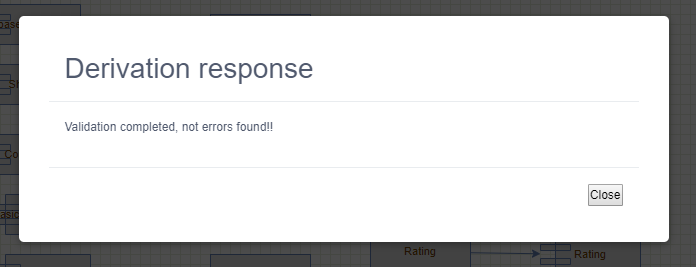 Derivation response
Validation completed, not errors found!!
Close
Rating
Rating